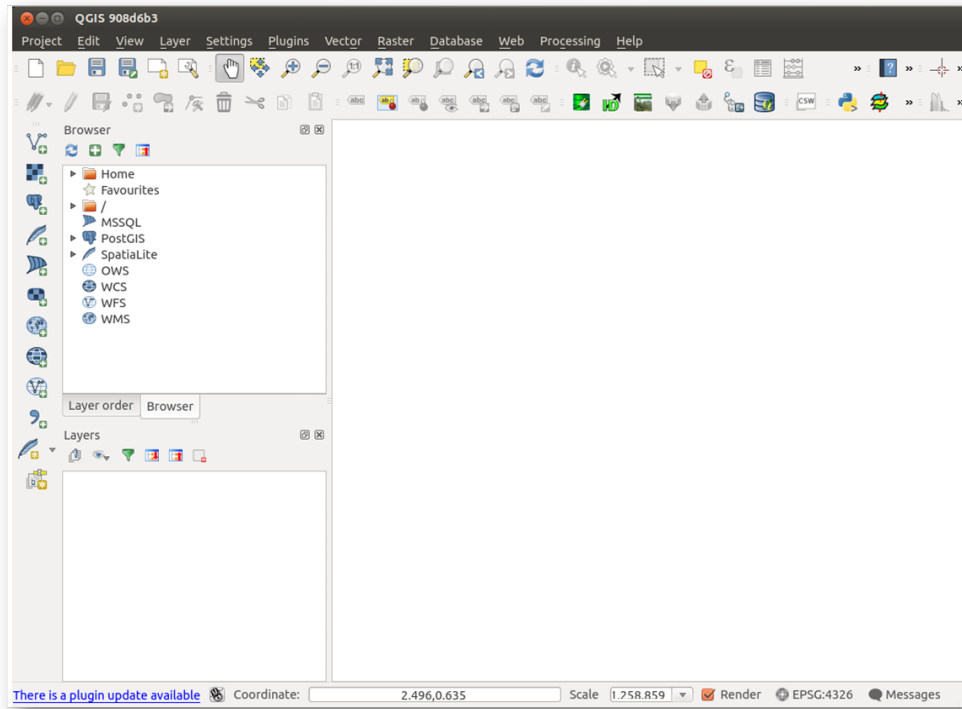 QGIS 908d6b3
Project Edit View Layer Settings Plugins Vector Raster Database Web Processing Help
Browser
Home
Favourites
/
MSSQL
PostGIS
SpatiaLite
OWS
WCS
WFS
WMS
Layer order Browser
Layers
There is a plugin update available Coordinate: 2.496,0.635 Scale 1.258.859 Render EPSG:4326 Messages